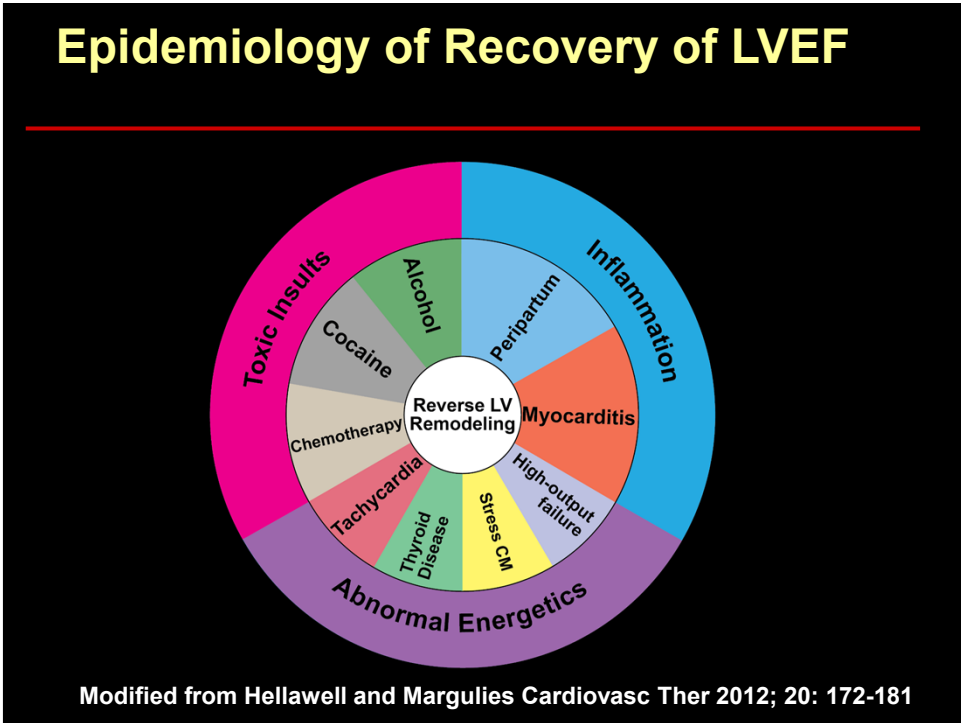 Epidemiology of Recovery of LVEF
Toxic Insults
Inflammation
Abnormal Energetics
Alcohol
Peripartum
Cocaine
Myocarditis
Chemotherapy
Reverse LV
Remodeling
Tachycardia
Thyroid
Disease
Stress CM
High-output
failure
Modified from Hellawell and Margulies Cardiovasc Ther 2012; 20: 172-181